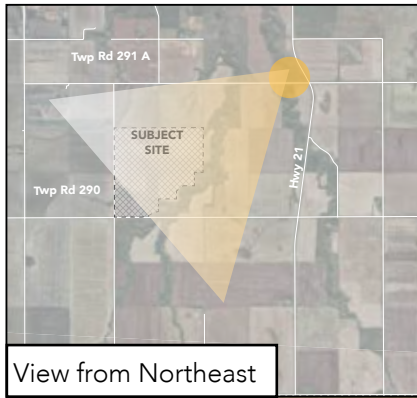 Twp Rd 291 A
SUBJECT
SITE
Hwy 21
Twp Rd 290
View from Northeast